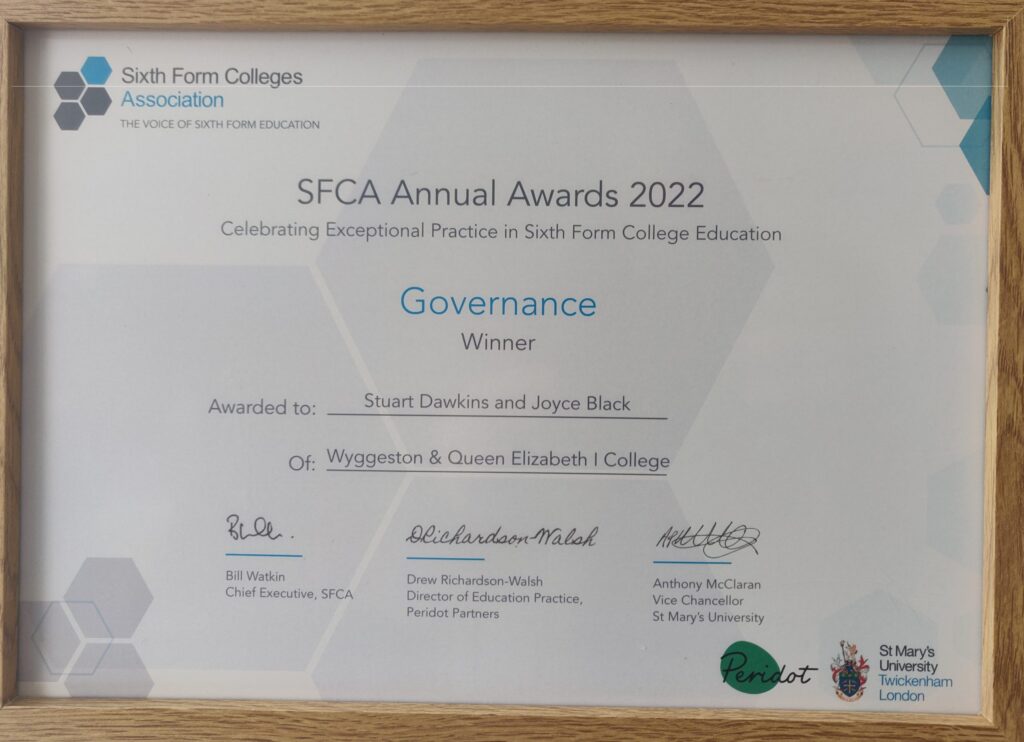 Sixth Form Colleges
Association
THE VOICE OF SIXTH FORM EDUCATION
SFCA Annual Awards 2022
Celebrating Exceptional Practice in Sixth Form College Education
Governance
Winner
Awarded to: Stuart Dawkins and Joyce Black
Of: Wyggeston & Queen Elizabeth I College
DRichardson-Walsh
Bill Watkin
Chief Executive, SFCA
Drew Richardson-Walsh
Director of Education Practice,
Peridot Partners
Anthony McClaran
Vice Chancellor
St Mary's University
Peridot
St Mary's
University
Twickenham
London